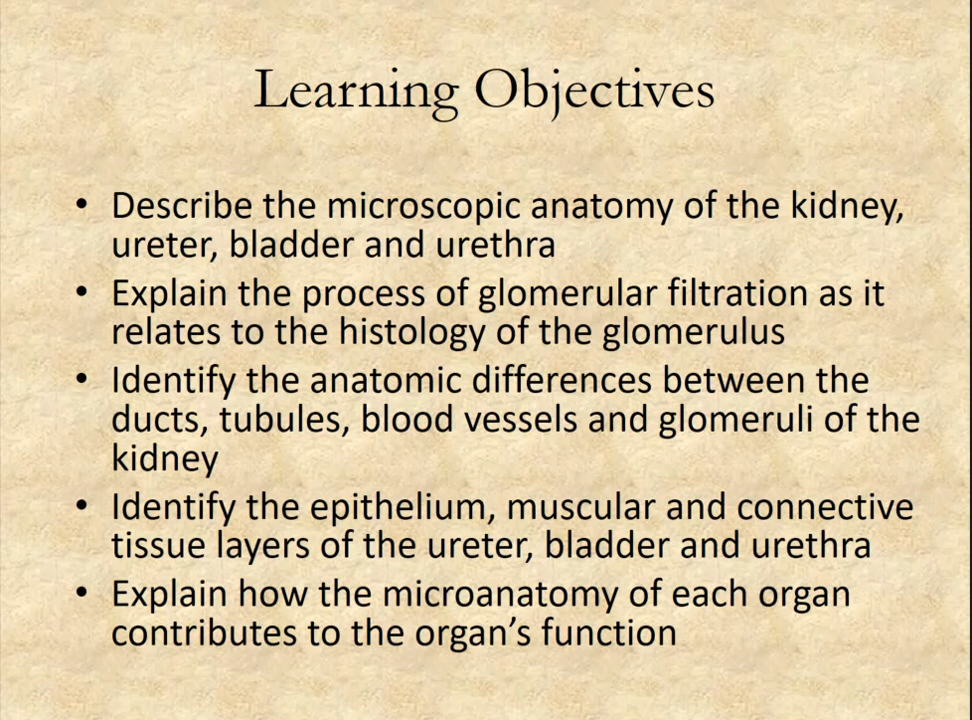 Learning Objectives
• Describe the microscopic anatomy of the kidney,
ureter, bladder and urethra
• Explain the process of glomerular filtration as it
relates to the histology of the glomerulus
• Identify the anatomic differences between the
ducts, tubules, blood vessels and glomeruli of the
kidney
• Identify the epithelium, muscular and connective
tissue layers of the ureter, bladder and urethra
• Explain how the microanatomy of each organ
contributes to the organ’s function